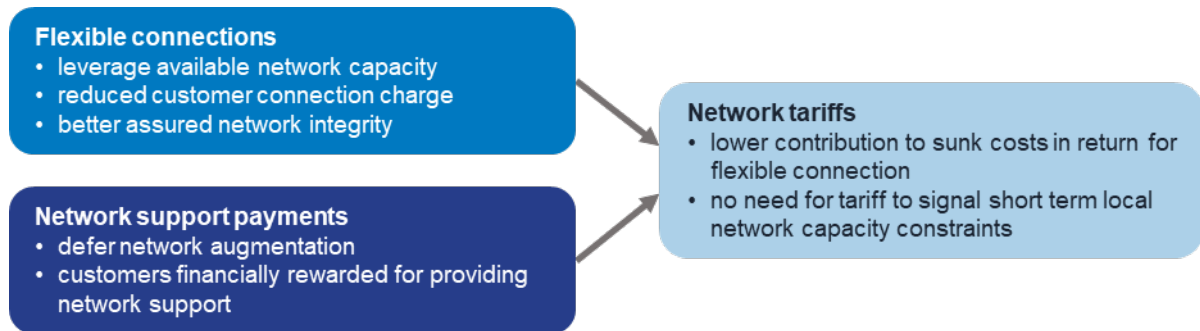 Flexible connections
• leverage available network capacity
• reduced customer connection charge
• better assured network integrity
Network support payments
• defer network augmentation
• customers financially rewarded for providing
network support
Network tariffs
• lower contribution to sunk costs in return for
flexible connection
• no need for tariff to signal short term local
network capacity constraints